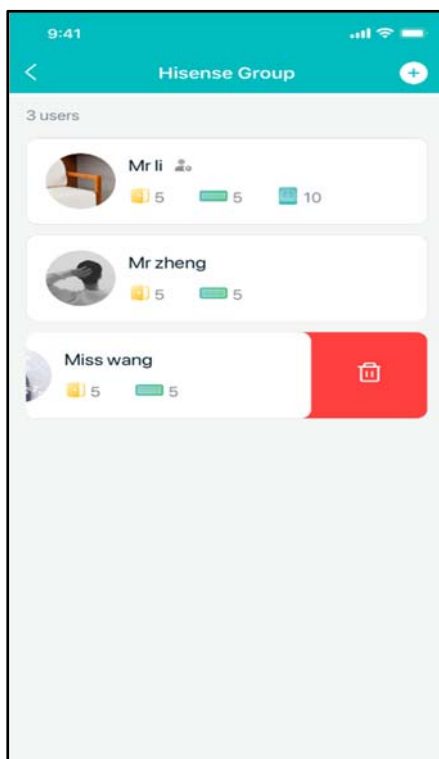 9:41
Hisense Group
3 users
Mr li
5 5 10
Mr zheng
5 5
Miss wang
5 5